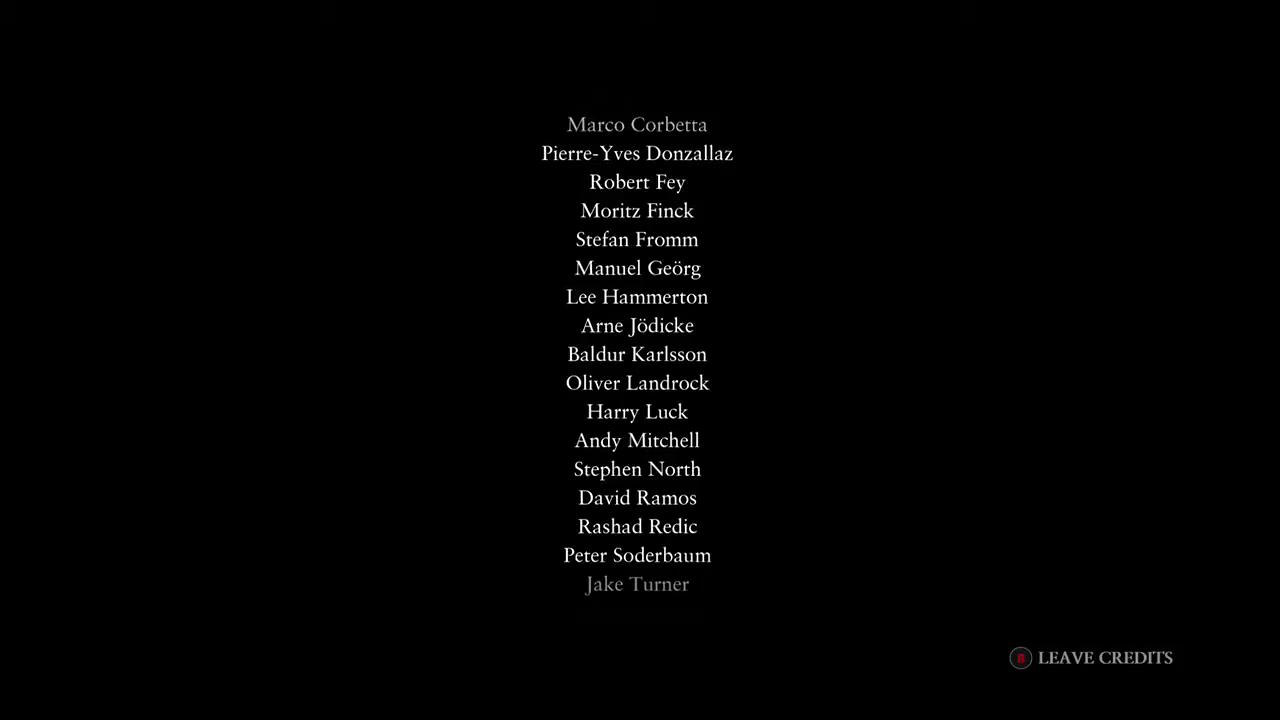 Marco Corbetta
Pierre-Yves Donzallaz
Robert Fey
Moritz Finck
Stefan Fromm
Manuel Geörg
Lee Hammerton
Arne Jödicke
Baldur Karlsson
Oliver Landrock
Harry Luck
Andy Mitchell
Stephen North
David Ramos
Rashad Redic
Peter Soderbaum
Jake Turner
B LEAVE CREDITS